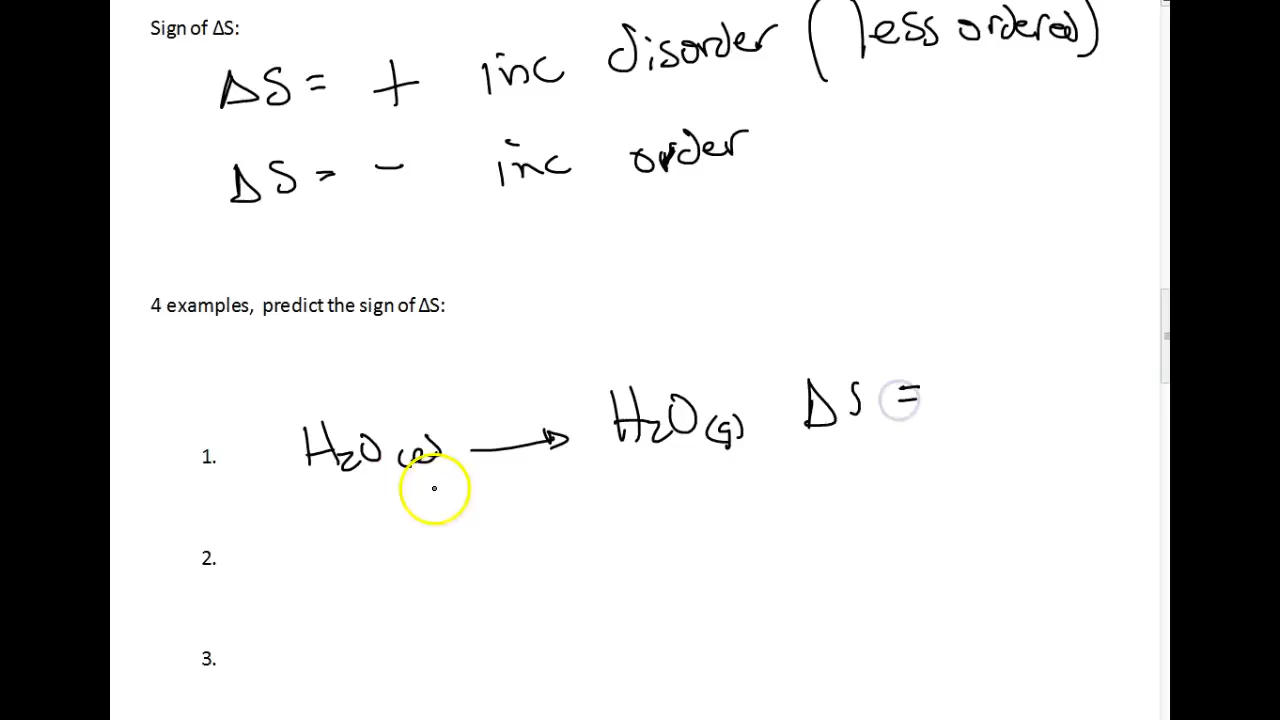 Sign of ΔS:
ΔS = + inc disorder (less ordered)
ΔS = - inc order
4 examples, predict the sign of ΔS:
1. H₂O (ℓ) → H₂O (g) ΔS =
2.
3.